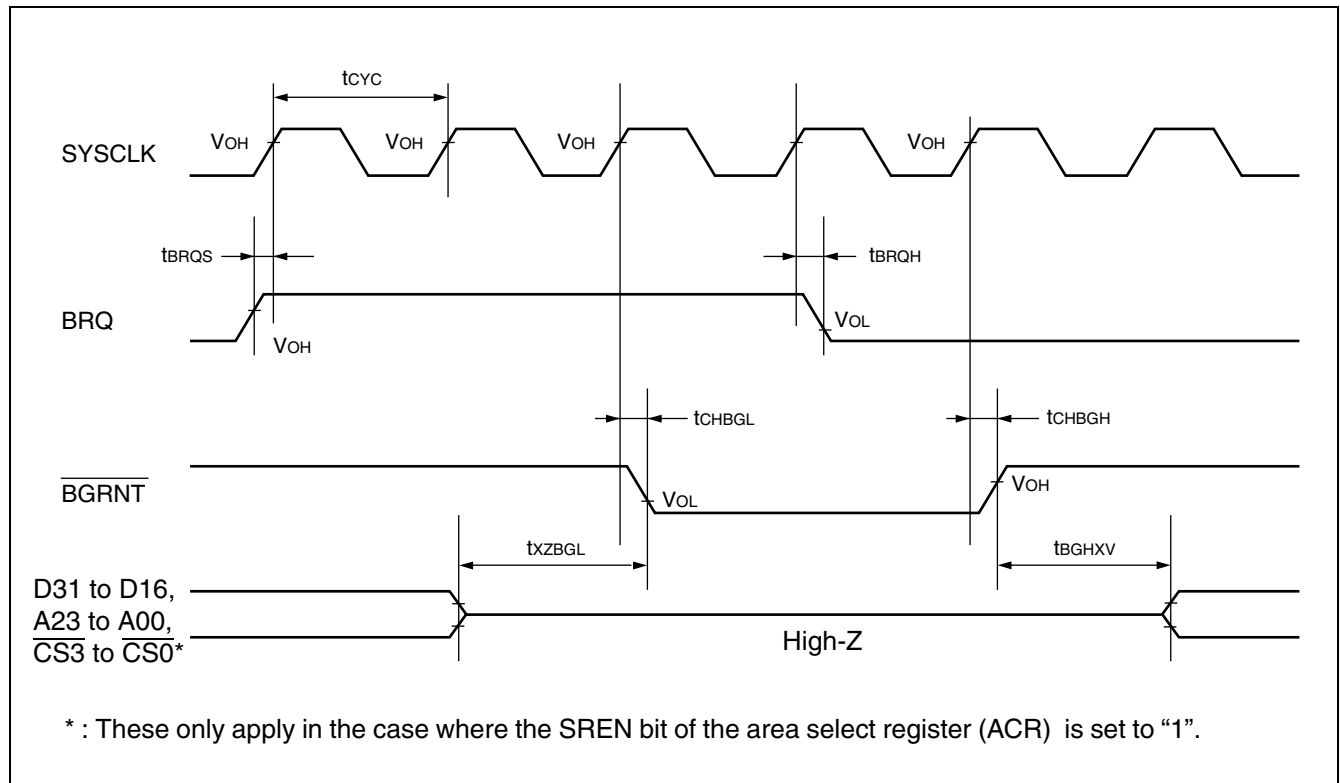 tCYC
VOH VOH VOH VOH
SYSCLK
tBRQS tBRQH
BRQ
VOH
VOL
tCHBGL tCHBGH
BGRNT
VOL
VOH
tXZBGL tBGHXV
D31 to D16,
A23 to A00,
CS3 to CS0*
High-Z
* : These only apply in the case where the SREN bit of the area select register (ACR) is set to “1”.